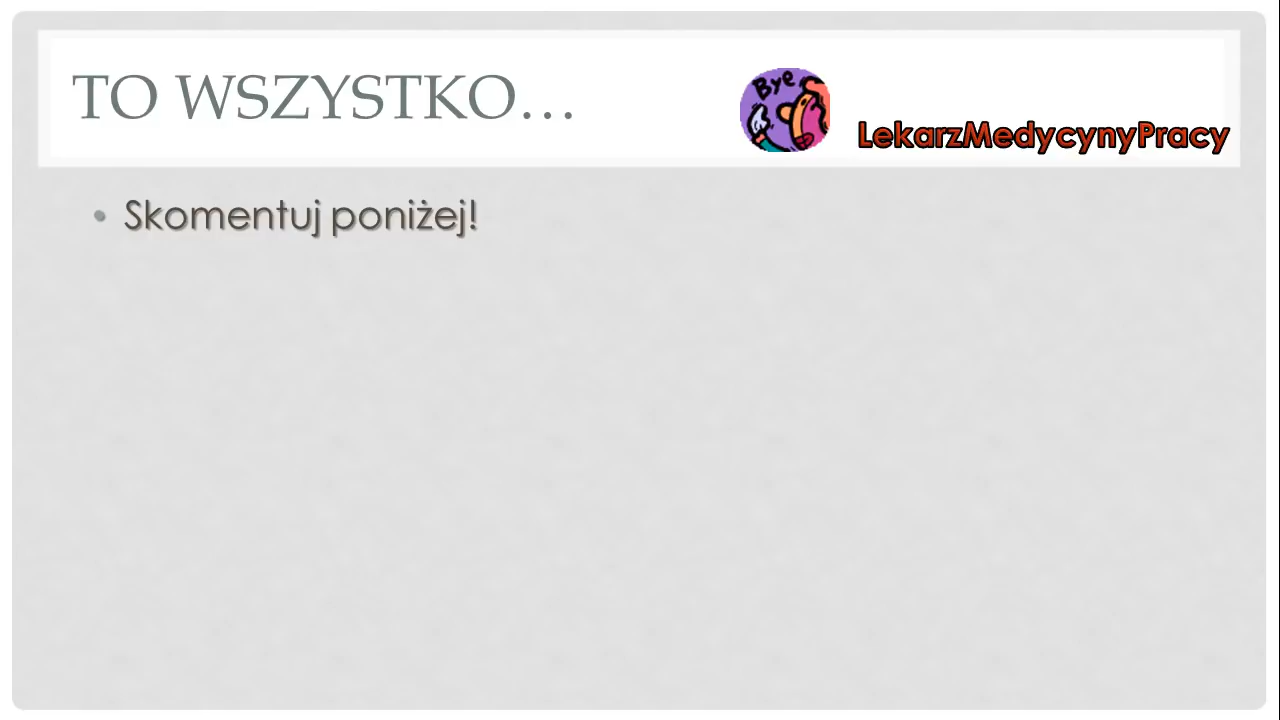 TO WSZYSTKO...
Bye
LekarzMedycynyPracy
• Skomentuj poniżej!